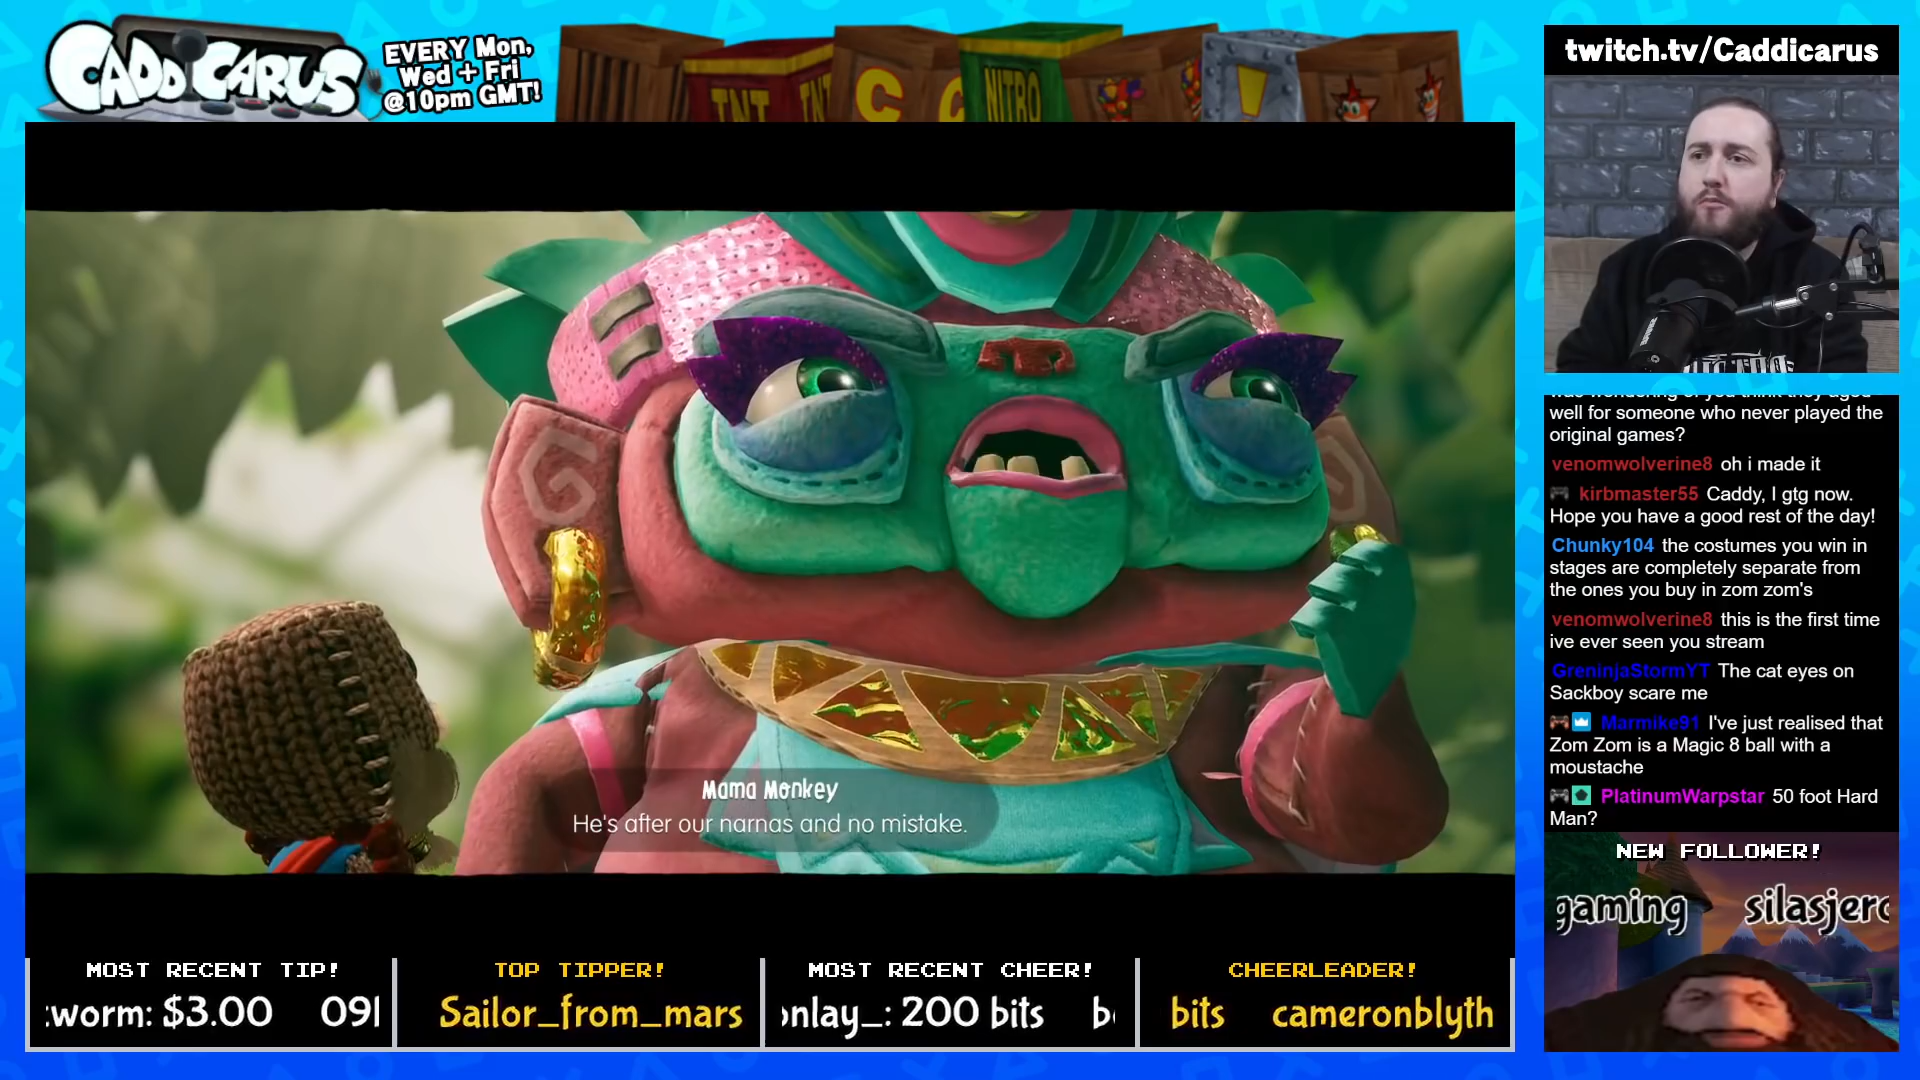 CADDICARUS
EVERY Mon,
Wed + Fri
@10pm GMT!
TNT
TNT
C
C
NITRO
!
twitch.tv/Caddicarus
well for someone who never played the
original games?
venomwolverine8 oh i made it
kirbmaster55 Caddy, I gtg now.
Hope you have a good rest of the day!
Chunky104 the costumes you win in
stages are completely separate from
the ones you buy in zom zom's
venomwolverine8 this is the first time
ive ever seen you stream
GreninjaStormYT The cat eyes on
Sackboy scare me
Marmike91 I've just realised that
Zom Zom is a Magic 8 ball with a
moustache
PlatinumWarpstar 50 foot Hard
Man?
Mama Monkey
He's after our narnas and no mistake.
NEW FOLLOWER!
gaming silasjerc
MOST RECENT TIP!
worm: $3.00 09
TOP TIPPER!
Sailor_from_mars
MOST RECENT CHEER!
onlay_: 200 bits b
CHEERLEADER!
bits cameronblyth